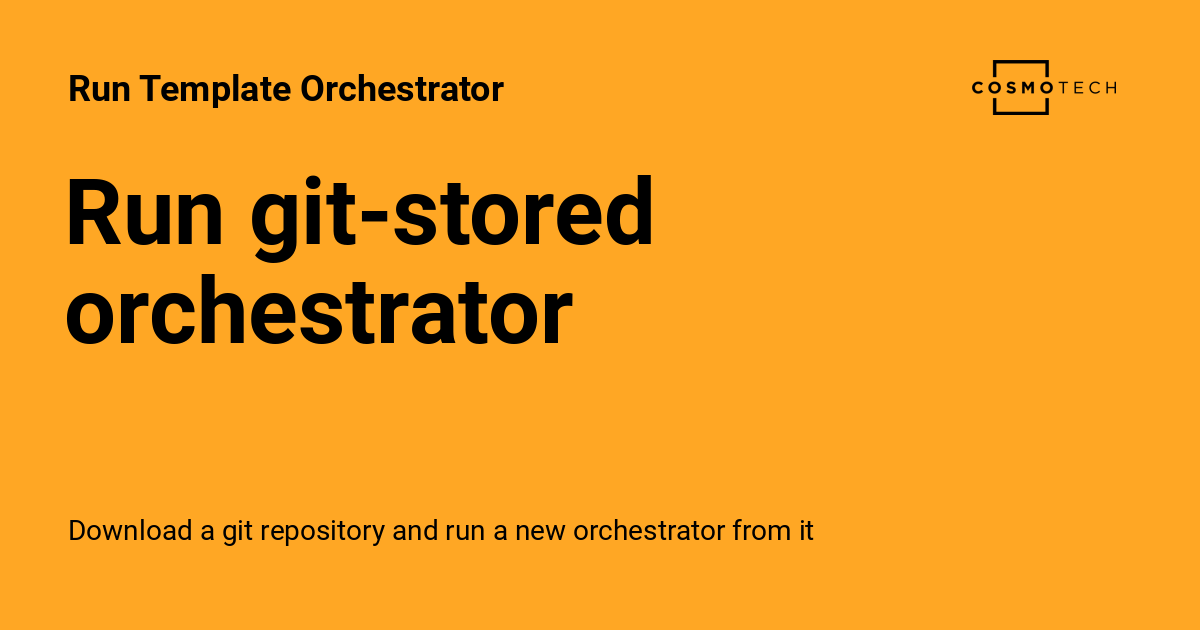 Run Template Orchestrator
COSMOTECH
Run git-stored
orchestrator
Download a git repository and run a new orchestrator from it